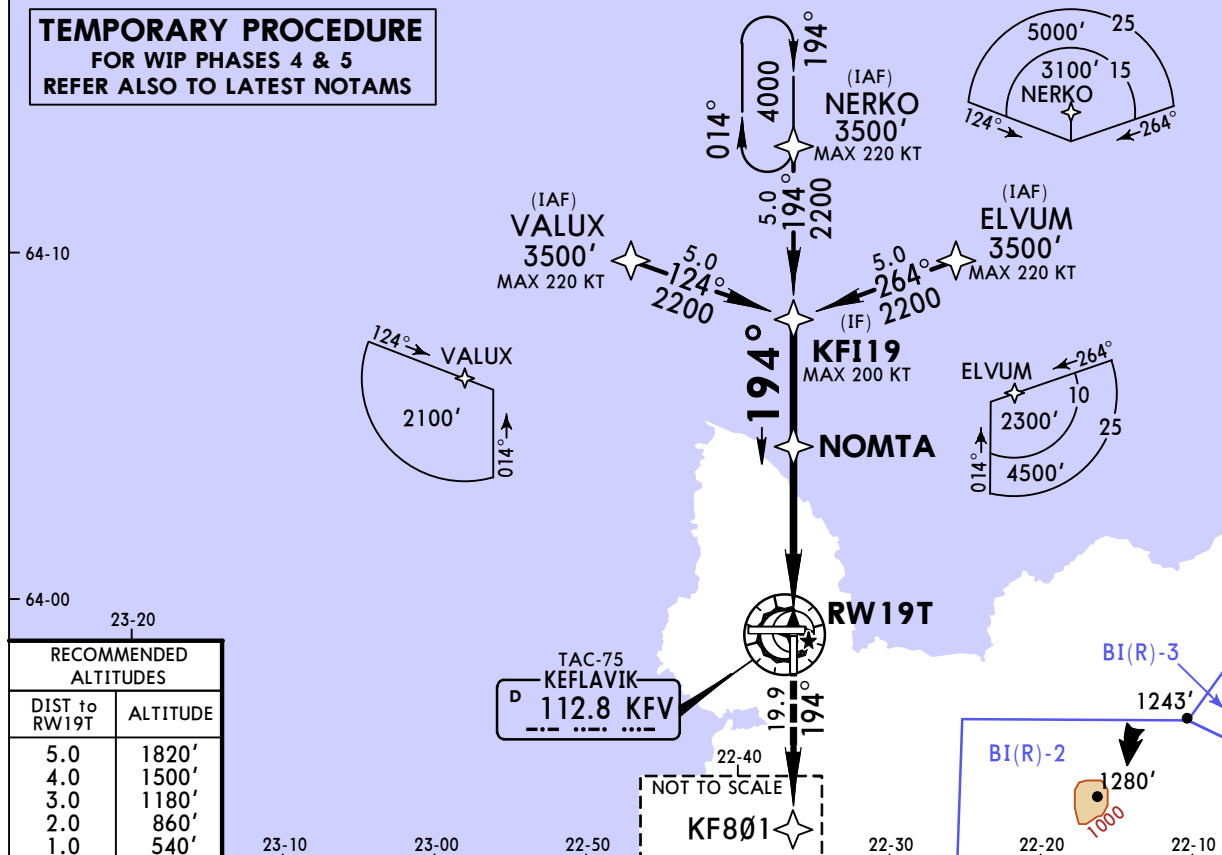 TEMPORARY PROCEDURE
FOR WIP PHASES 4 & 5
REFER ALSO TO LATEST NOTAMS
194°
4000
014°
(IAF)
NERKO
3500'
MAX 220 KT
5.0
194°
2200
5000'
25
3100'
15
NERKO
124°
264°
(IAF)
VALUX
3500'
MAX 220 KT
5.0
124°
2200
(IAF)
ELVUM
3500'
MAX 220 KT
5.0
264°
2200
64-10
(IF)
KFI19
MAX 200 KT
194°
124°
VALUX
2100'
014°
264°
ELVUM
10
2300'
25
4500'
014°
NOMTA
64-00
23-20
RW19T
TAC-75
KEFLAVIK
D 112.8 KFV
19.9
194°
RECOMMENDED
ALTITUDES
DIST to
RW19T
ALTITUDE
5.0 1820'
4.0 1500'
3.0 1180'
2.0 860'
1.0 540'
BI(R)-3
1243'
BI(R)-2
1280'
1000
22-40
NOT TO SCALE
KF8Ø1
23-10
23-00
22-50
22-30
22-20
22-10